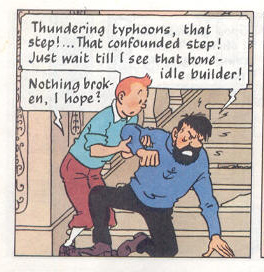 Thundering typhoons, that
step!...That confounded step!
Just wait till I see that bone-
idle builder!
Nothing brok-
en, I hope?